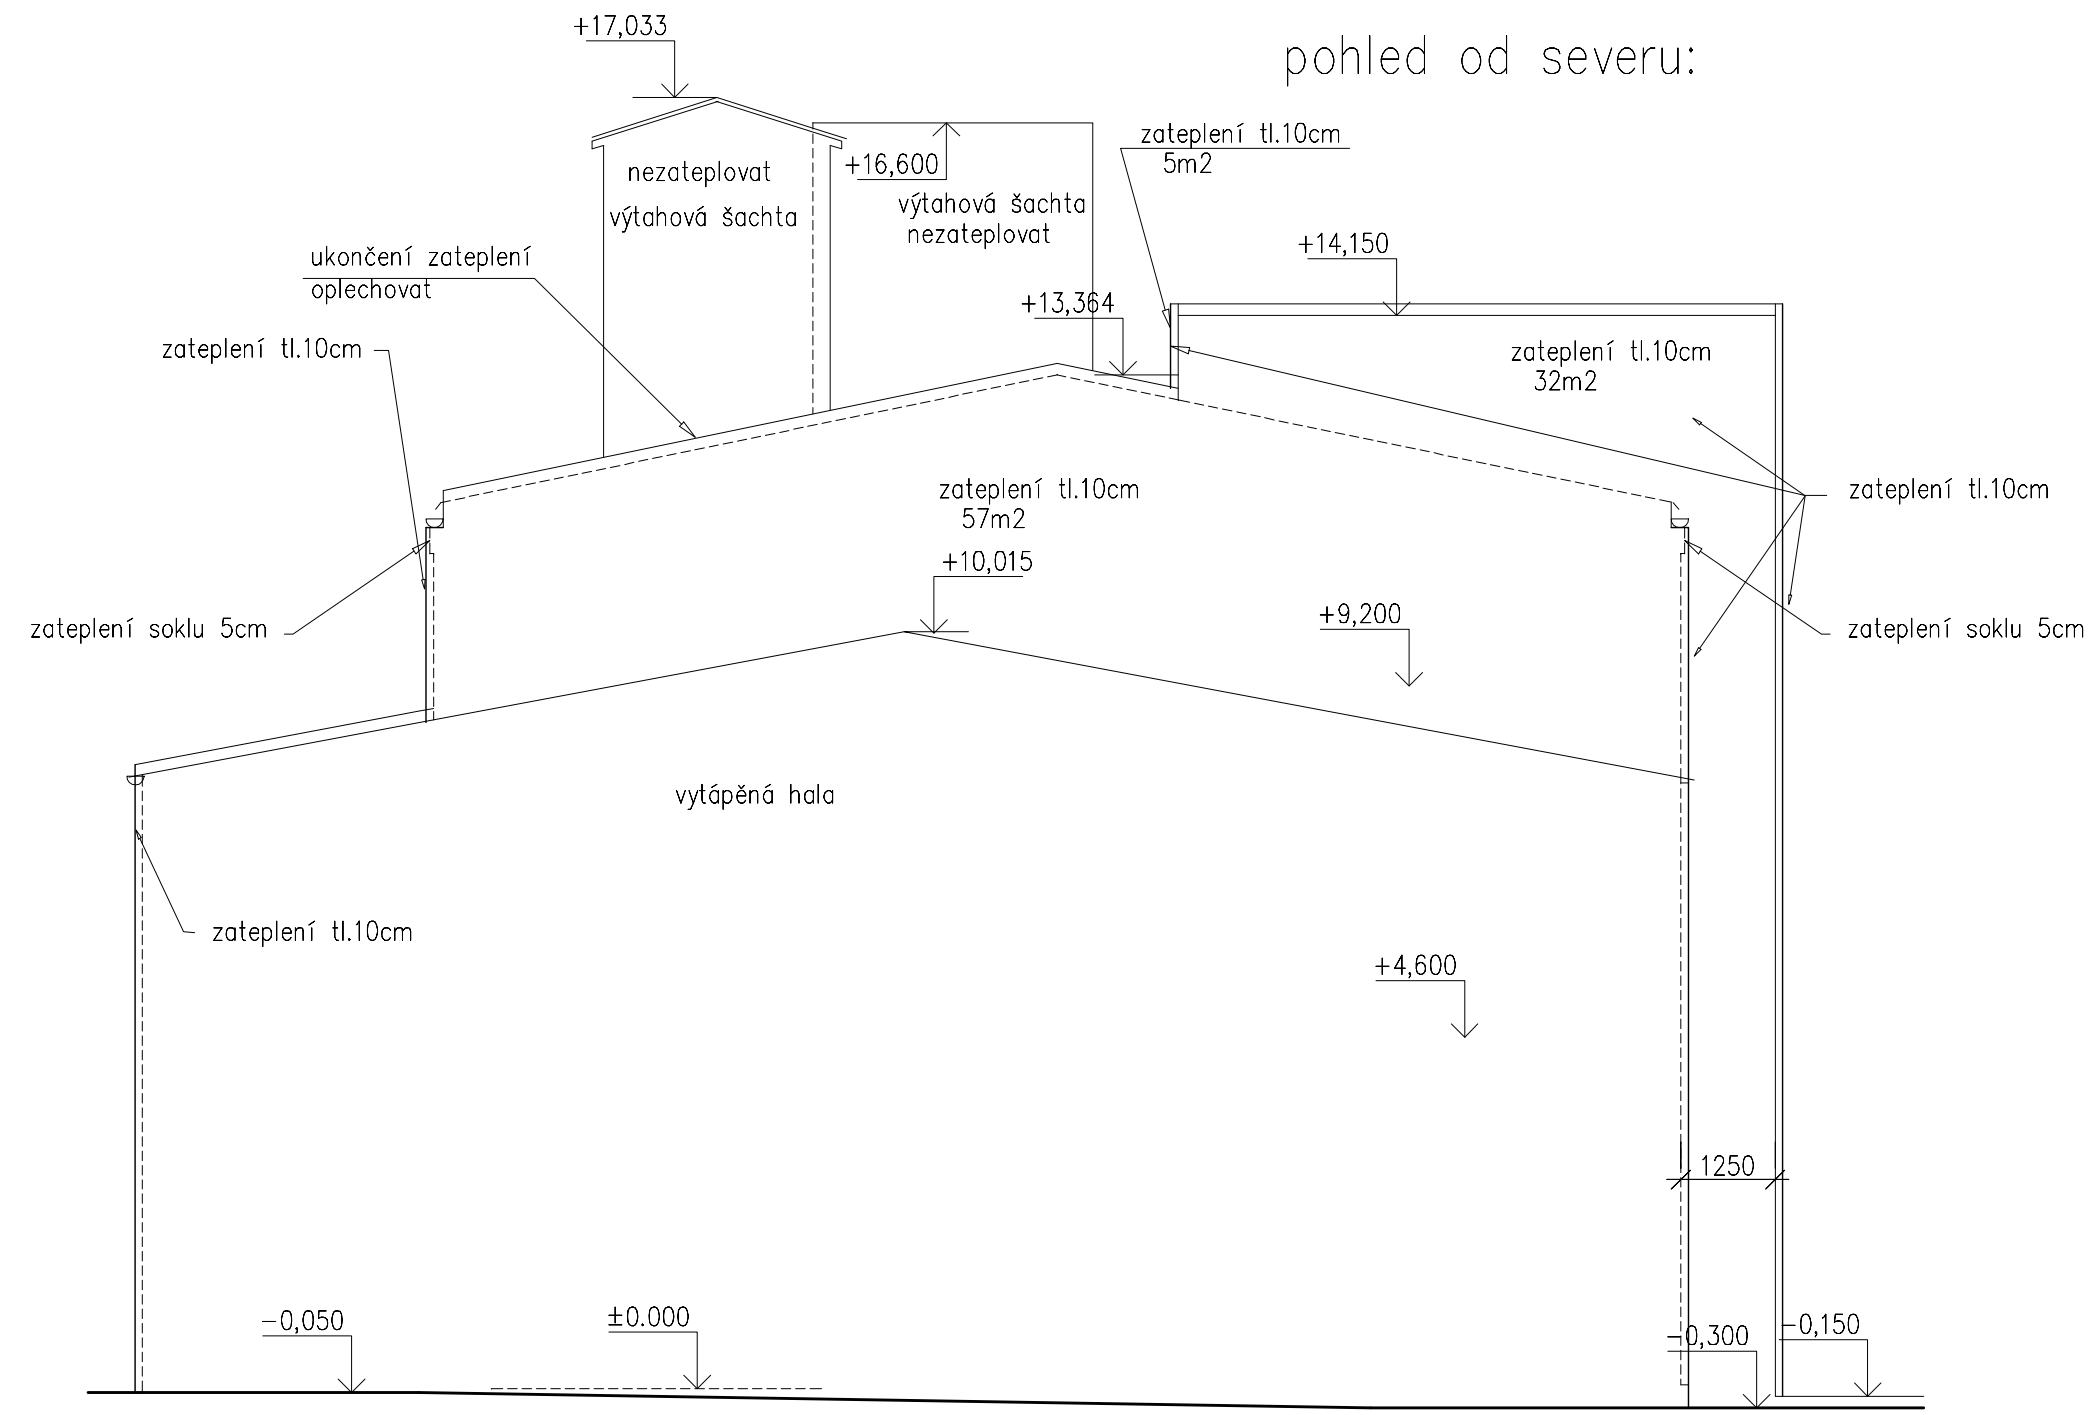 +17,033
pohled od severu:
zateplení tl.10cm
5m2
+16,600
nezateplovat
výtahová šachta
výtahová šachta
nezateplovat
+14,150
ukončení zateplení
oplechovat
+13,364
zateplení tl.10cm
zateplení tl.10cm
32m2
zateplení tl.10cm
57m2
zateplení tl.10cm
+10,015
+9,200
zateplení soklu 5cm
zateplení soklu 5cm
vytápěná hala
zateplení tl.10cm
+4,600
1250
-0,050
±0.000
-0,300
-0,150